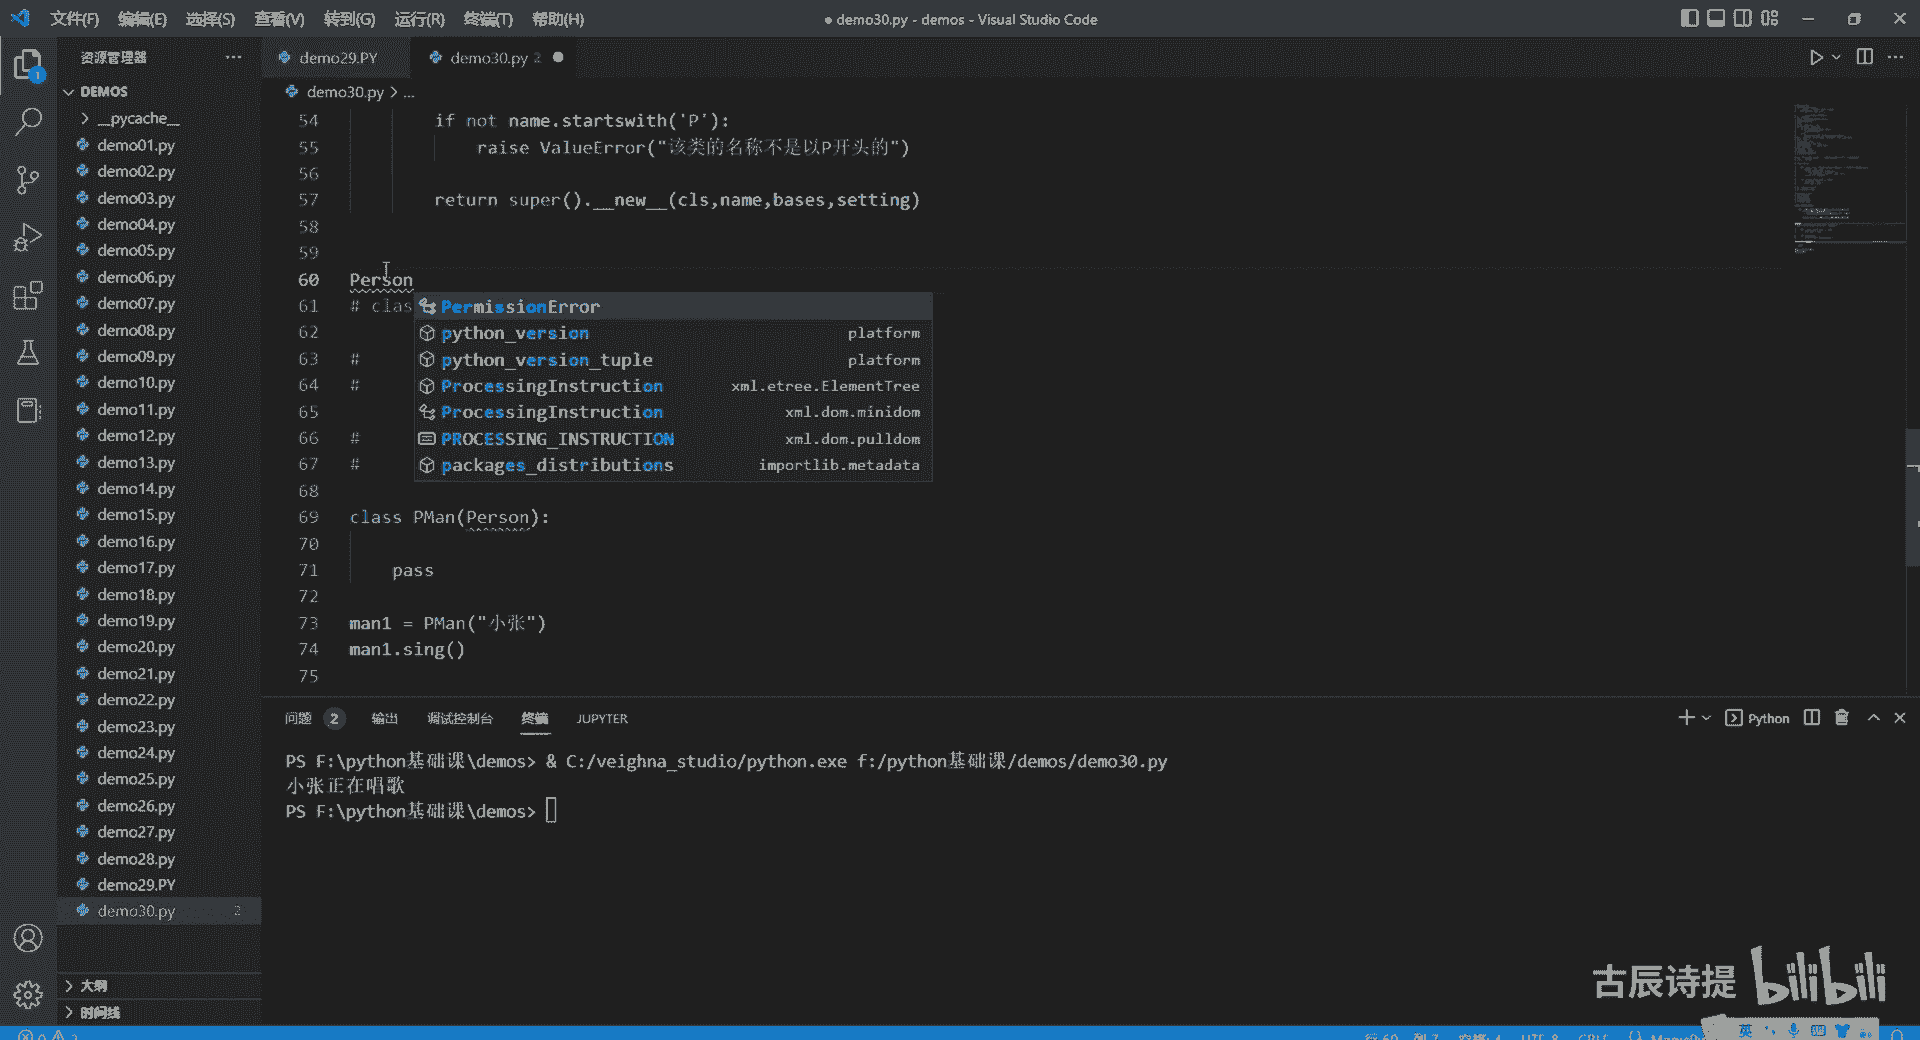 文件(F) 编辑(E) 选择(S) 查看(V) 转到(G) 运行(R) 终端(T) 帮助(H)
● demo30.py - demos - Visual Studio Code
资源管理器 ···
demo29.PY
demo30.py 2 ●
DEMOS
demo30.py > ...
__pycache__
demo01.py
demo02.py
demo03.py
demo04.py
demo05.py
demo06.py
demo07.py
demo08.py
demo09.py
demo10.py
demo11.py
demo12.py
demo13.py
demo14.py
demo15.py
demo16.py
demo17.py
demo18.py
demo19.py
demo20.py
demo21.py
demo22.py
demo23.py
demo24.py
demo25.py
demo26.py
demo27.py
demo28.py
demo29.PY
demo30.py 2
大纲
时间线
1
54 if not name.startswith('P'):
55 raise ValueError("该类的名称不是以P开头的")
56
57 return super().__new__(cls,name,bases,setting)
58
59
60 Person
61 # clas
62
63 #
64 #
65
66 #
67 #
68
69 class PMan(Person):
70
71 pass
72
73 man1 = PMan("小张")
74 man1.sing()
75
PermissionError
python_version platform
python_version_tuple platform
ProcessingInstruction xml.etree.ElementTree
ProcessingInstruction xml.dom.minidom
PROCESSING_INSTRUCTION xml.dom.pulldom
packages_distributions importlib.metadata
问题 2 输出 调试控制台 终端 JUPYTER
Python
PS F:\python基础课\demos> & C:/veighna_studio/python.exe f:/python基础课/demos/demo30.py
小张正在唱歌
PS F:\python基础课\demos>
古辰诗提 bilibili
英